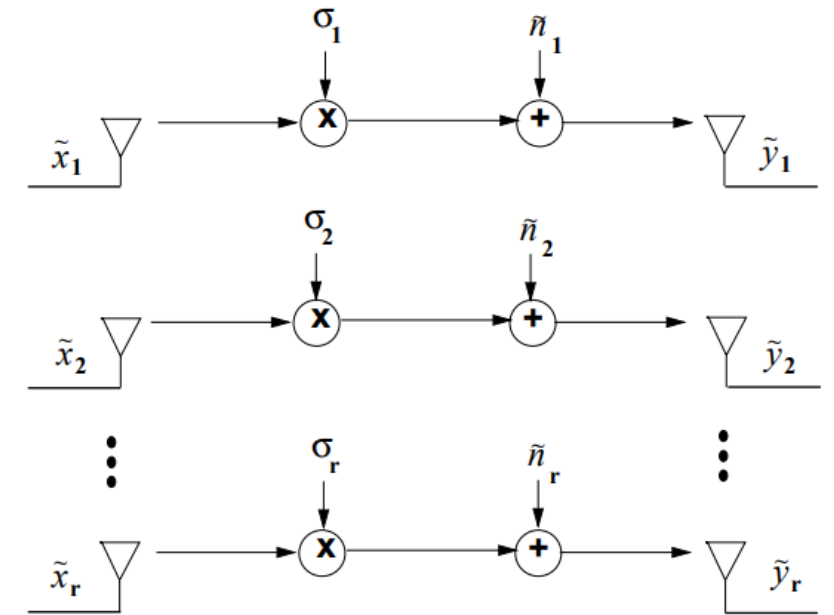 σ₁ ñ₁
x̃₁ x + ỹ₁
σ₂ ñ₂
x̃₂ x + ỹ₂
σᵣ ñᵣ
x̃ᵣ x + ỹᵣ